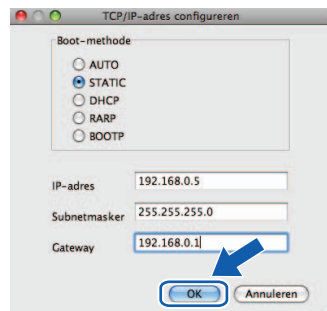 TCP/IP-adres configureren
Boot-methode
AUTO
STATIC
DHCP
RARP
BOOTP
IP-adres 192.168.0.5
Subnetmasker 255.255.255.0
Gateway 192.168.0.1
OK Annuleren